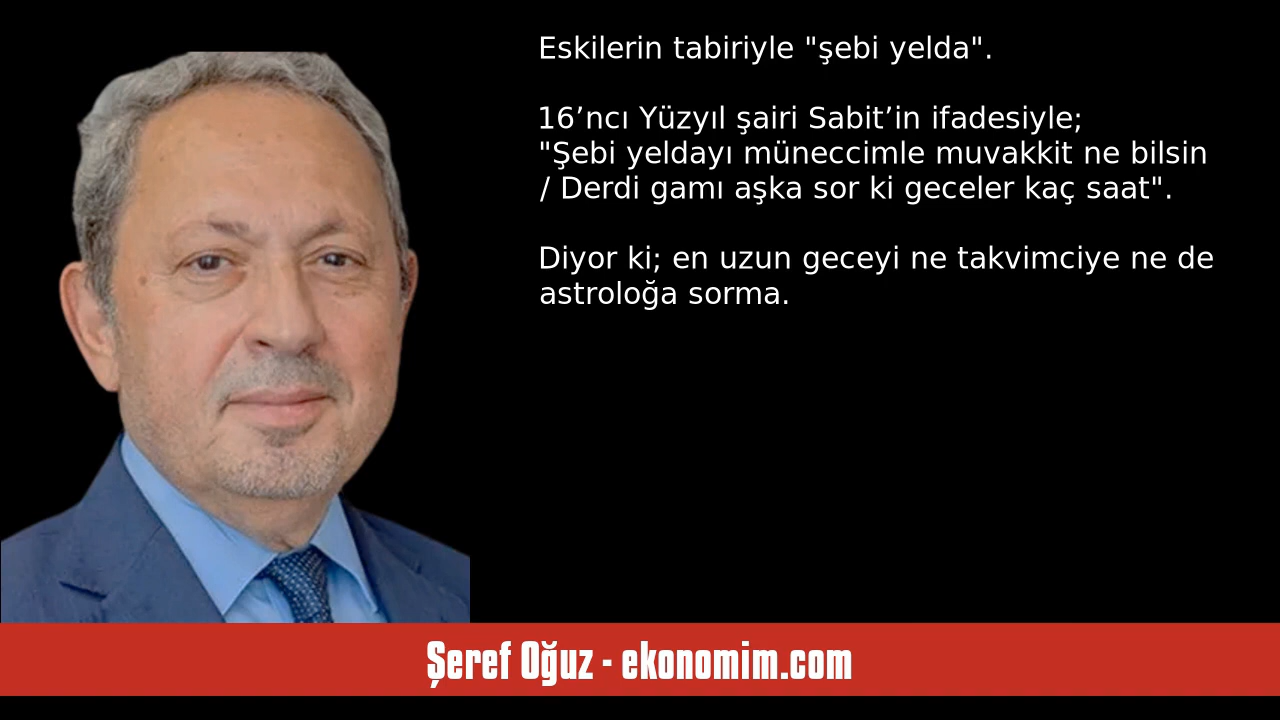 Eskilerin tabiriyle "şebi yelda".
16’ncı Yüzyıl şairi Sabit’in ifadesiyle;
"Şebi yeldayı müneccimle muvakkit ne bilsin
/ Derdi gamı aşka sor ki geceler kaç saat".
Diyor ki; en uzun geceyi ne takvimciye ne de
astroloğa sorma.
Şeref Oğuz - ekonomim.com